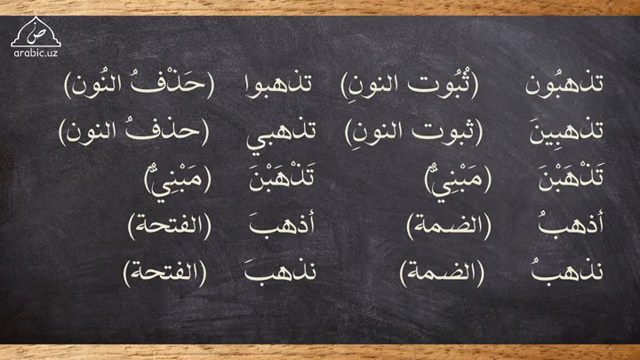 ض
arabic.uz
تذهبُون (ثُبُوت النونِ) تذهبوا (حَذْفُ النُون)
تذهبِينَ (ثبوت النونِ) تذهبي (حذفُ النون)
تَذْهَبْنَ (مَبْنِيٌّ) تَذْهَبْنَ (مَبْنِيٌّ)
أذهبُ (الضمة) أذهبَ (الفتحة)
نذهبُ (الضمة) نذهبَ (الفتحة)